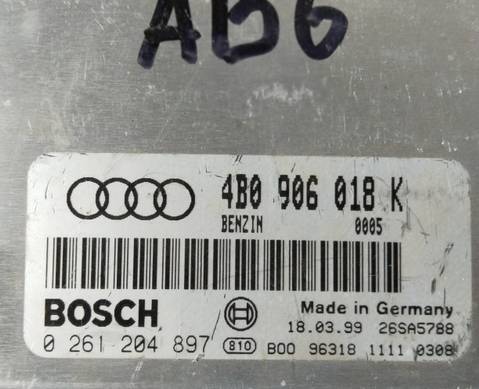 AB6
4B0 906 018 K
BENZIN 0005
BOSCH
Made in Germany
18.03.99 26SA5788
0 261 204 897 810 B00 96318 1111 0308